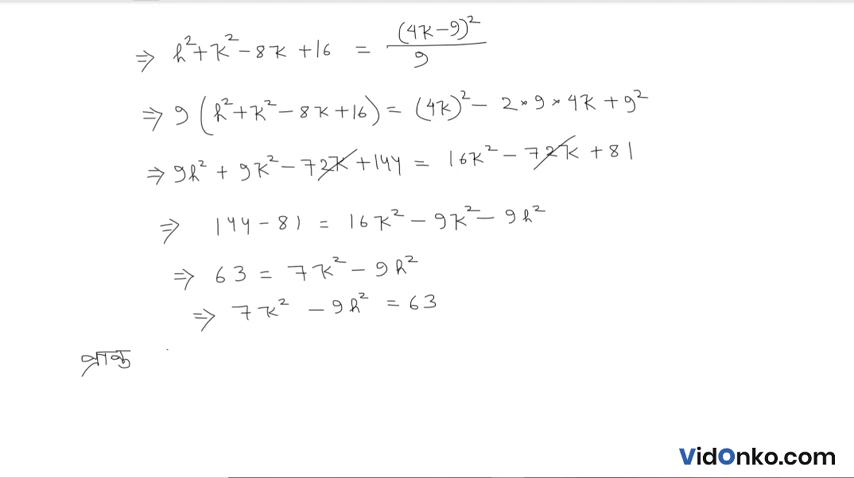 ⇒ h²+k²−8k+16 = (4k−9)²/9
⇒ 9(h²+k²−8k+16) = (4k)²− 2×9×4k+9²
⇒ 9h²+9k²−72k+144 = 16k²−72k+81
⇒ 144−81 = 16k²−9k²−9h²
⇒ 63 = 7k²−9h²
⇒ 7k²−9h² = 63
VidOnko.com